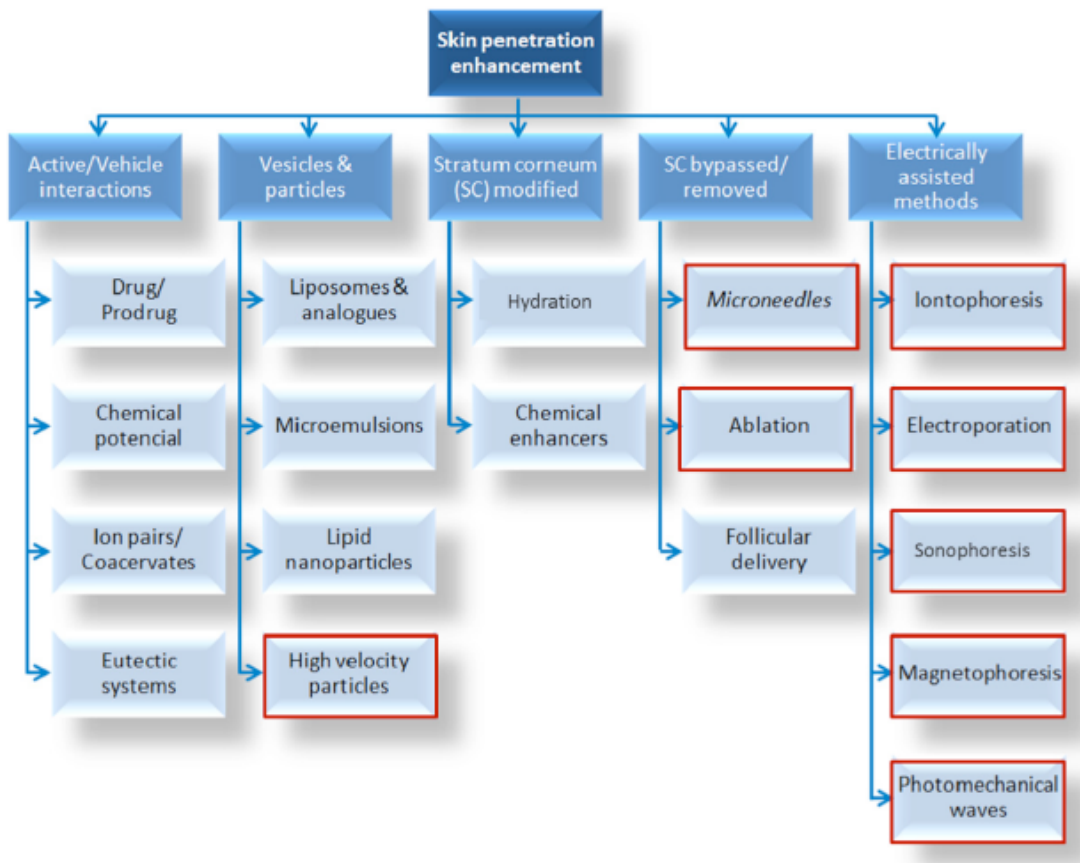 Skin penetration
enhancement
Active/Vehicle
interactions
Vesicles &
particles
Stratum corneum
(SC) modified
SC bypassed/
removed
Electrically
assisted
methods
Drug/
Prodrug
Liposomes &
analogues
Hydration
Microneedles
Iontophoresis
Chemical
potencial
Microemulsions
Chemical
enhancers
Ablation
Electroporation
Ion pairs/
Coacervates
Lipid
nanoparticles
Follicular
delivery
Sonophoresis
Eutectic
systems
High velocity
particles
Magnetophoresis
Photomechanical
waves